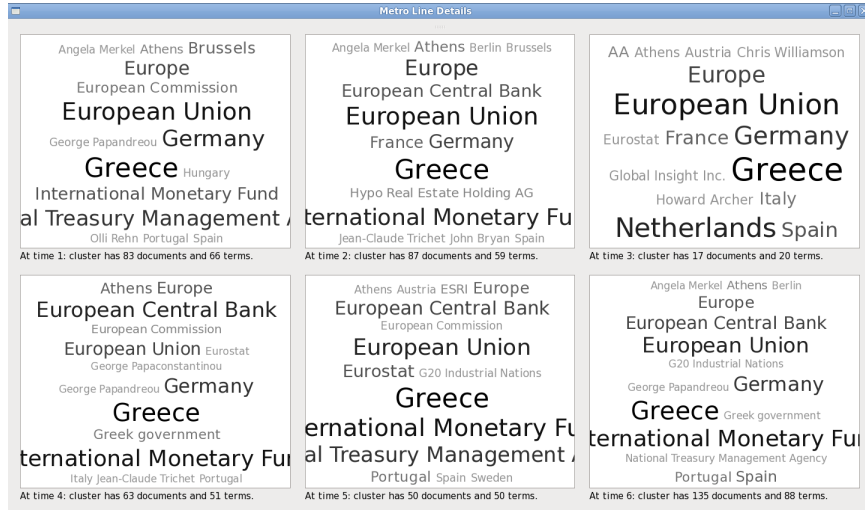 Metro Line Details
Angela Merkel Athens Brussels
Europe
European Commission
European Union
George Papandreou Germany
Greece Hungary
International Monetary Fund
al Treasury Management A
Olli Rehn Portugal Spain
At time 1: cluster has 83 documents and 66 terms.
Angela Merkel Athens Berlin Brussels
Europe
European Central Bank
European Union
France Germany
Greece
Hypo Real Estate Holding AG
ternational Monetary Fu
Jean-Claude Trichet John Bryan Spain
At time 2: cluster has 87 documents and 59 terms.
AA Athens Austria Chris Williamson
Europe
European Union
Eurostat France Germany
Global Insight Inc. Greece
Howard Archer Italy
Netherlands Spain
At time 3: cluster has 17 documents and 20 terms.
Athens Europe
European Central Bank
European Commission
European Union Eurostat
George Papaconstantinou
George Papandreou Germany
Greece
Greek government
ternational Monetary Fun
Italy Jean-Claude Trichet Portugal
At time 4: cluster has 63 documents and 51 terms.
Athens Austria ESRI Europe
European Central Bank
European Commission
European Union
Eurostat G20 Industrial Nations
Greece
ernational Monetary Fu
al Treasury Management A
Portugal Spain Sweden
At time 5: cluster has 50 documents and 50 terms.
Angela Merkel Athens Berlin
Europe
European Central Bank
European Union
G20 Industrial Nations
George Papandreou Germany
Greece Greek government
ternational Monetary Fun
National Treasury Management Agency
Portugal Spain
At time 6: cluster has 135 documents and 88 terms.